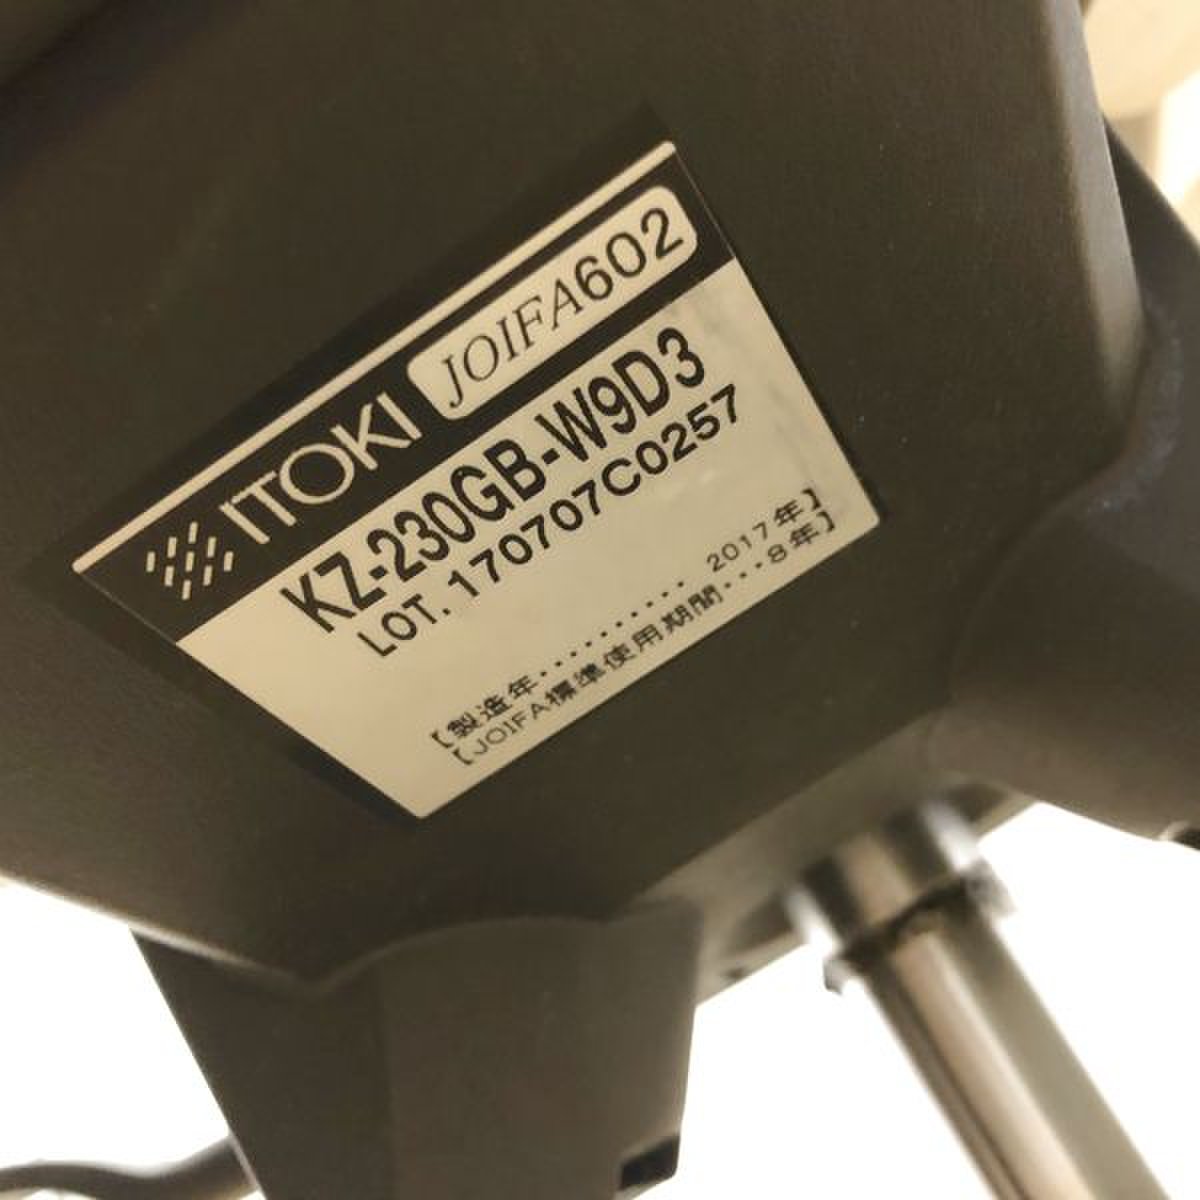 ITOKI JOIFA602
KZ-230GB-W9D3
LOT. 170707C0257
【製造年・・・・・・・・・・ 2017年】
【JOIFA標準使用期間・・・8年】